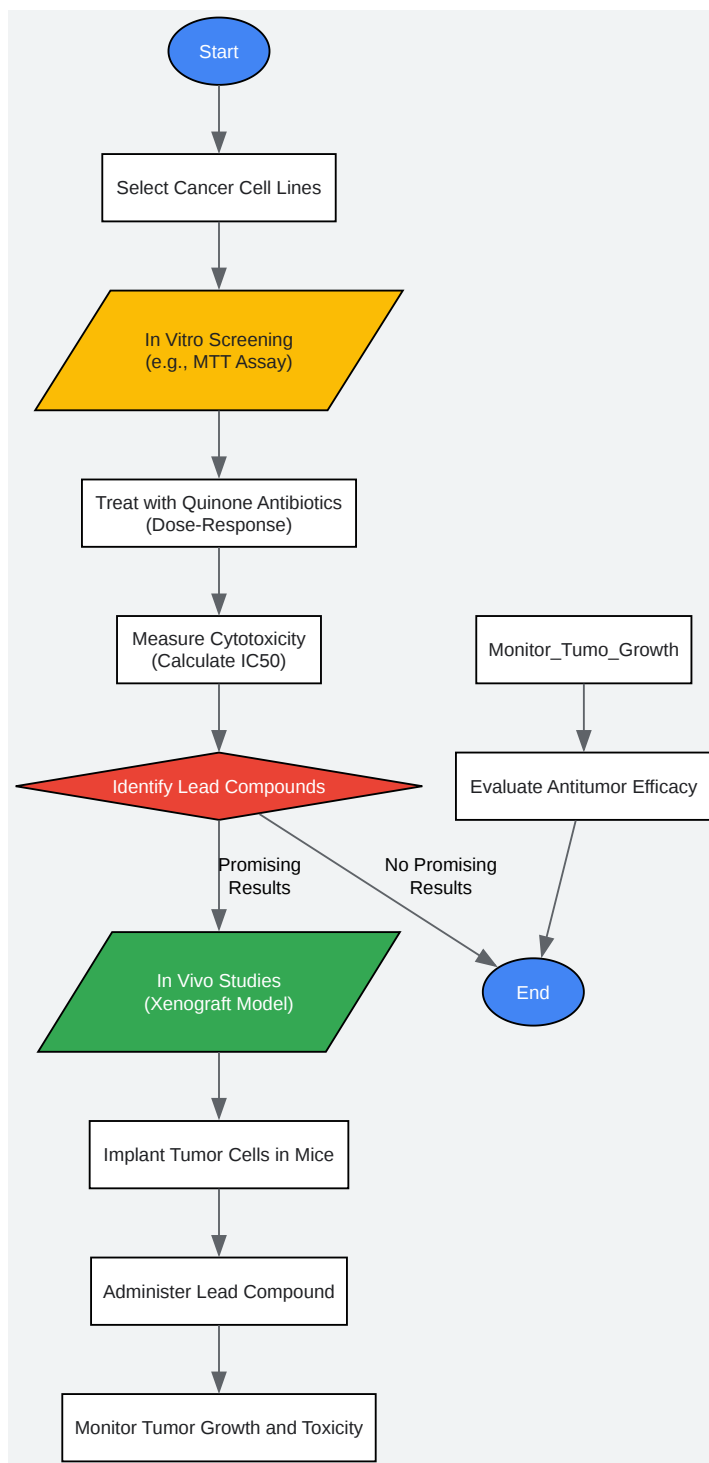 Start
Select Cancer Cell Lines
In Vitro Screening
(e.g., MTT Assay)
Treat with Quinone Antibiotics
(Dose-Response)
Measure Cytotoxicity
(Calculate IC50)
Monitor_Tumo_Growth
Identify Lead Compounds
Evaluate Antitumor Efficacy
Promising
Results
No Promising
Results
In Vivo Studies
(Xenograft Model)
End
Implant Tumor Cells in Mice
Administer Lead Compound
Monitor Tumor Growth and Toxicity